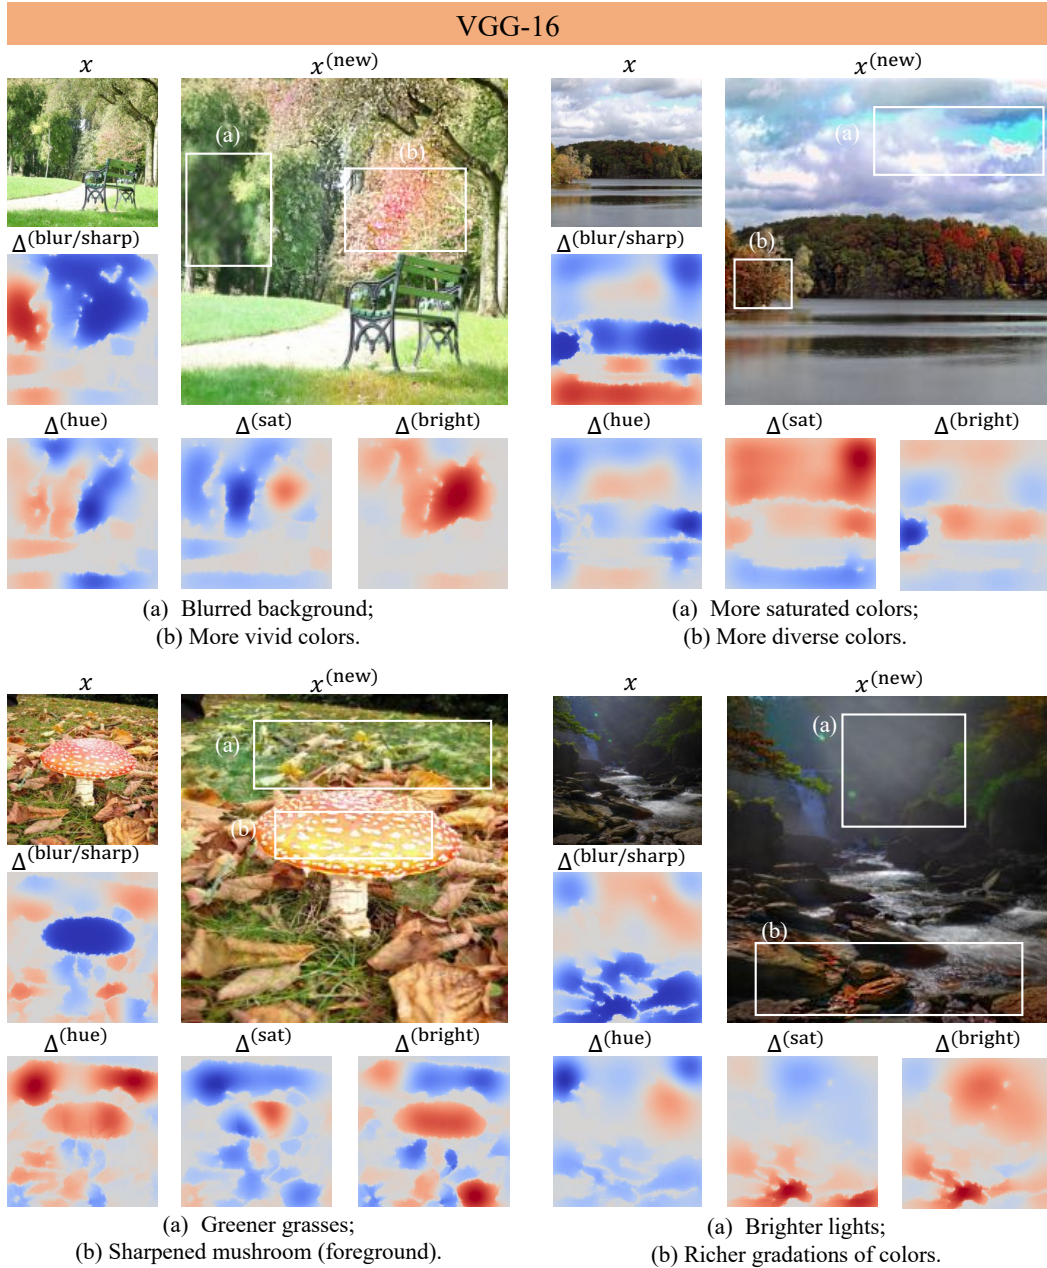 VGG-16
x x^(new) x x^(new)
(a)
(b)
(a)
(b)
Δ^(blur/sharp) Δ^(blur/sharp)
Δ^(hue) Δ^(sat) Δ^(bright) Δ^(hue) Δ^(sat) Δ^(bright)
(a) Blurred background;
(b) More vivid colors.
(a) More saturated colors;
(b) More diverse colors.
x x^(new) x x^(new)
(a)
(b)
(a)
(b)
Δ^(blur/sharp) Δ^(blur/sharp)
Δ^(hue) Δ^(sat) Δ^(bright) Δ^(hue) Δ^(sat) Δ^(bright)
(a) Greener grasses;
(b) Sharpened mushroom (foreground).
(a) Brighter lights;
(b) Richer gradations of colors.